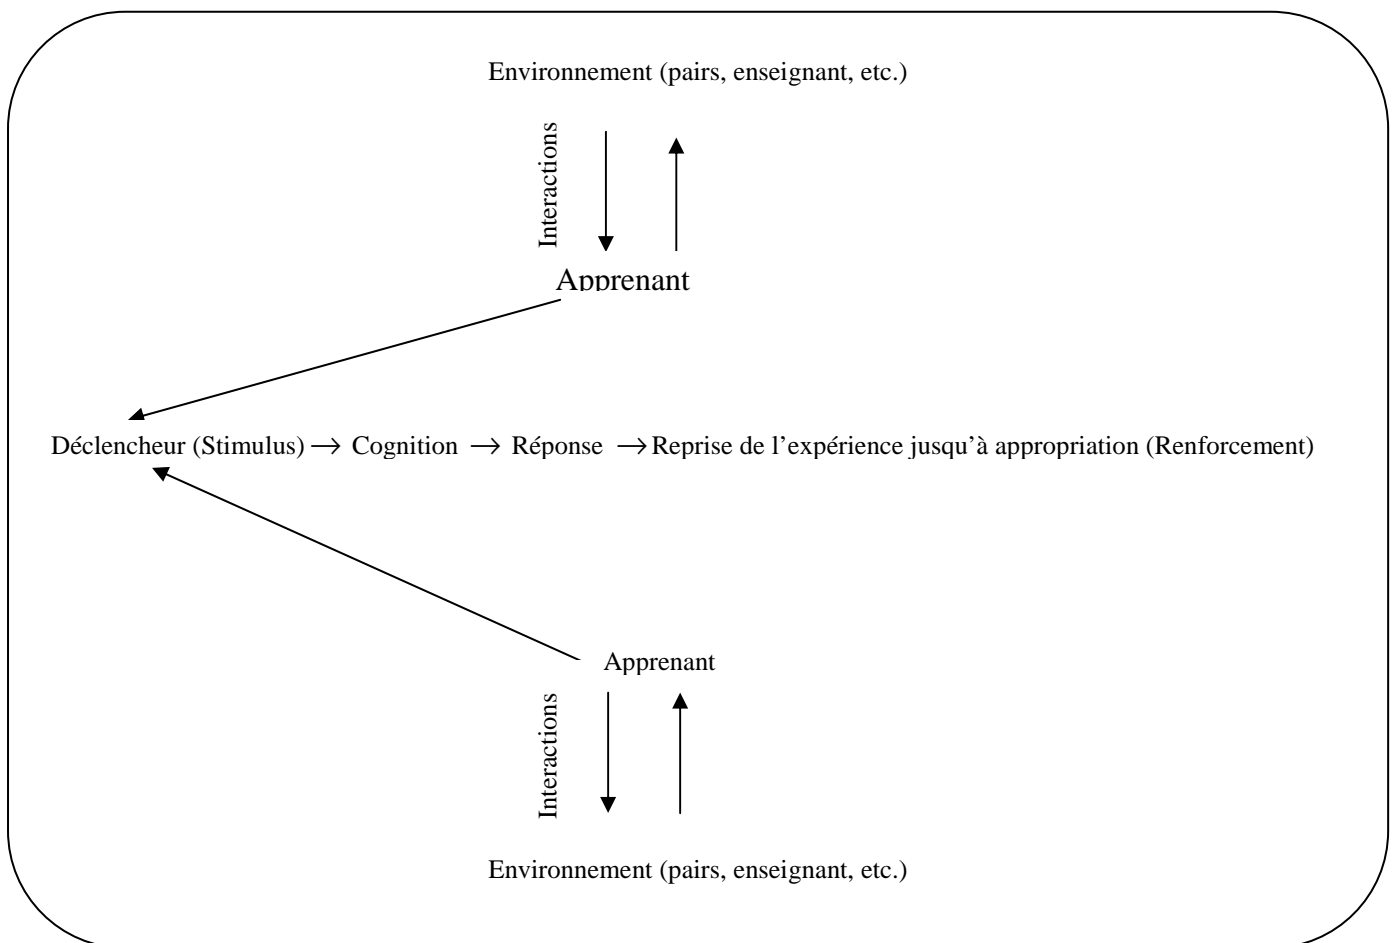 Environnement (pairs, enseignant, etc.)
Interactions
Apprenant
Déclencheur (Stimulus) → Cognition → Réponse → Reprise de l’expérience jusqu’à appropriation (Renforcement)
Apprenant
Interactions
Environnement (pairs, enseignant, etc.)